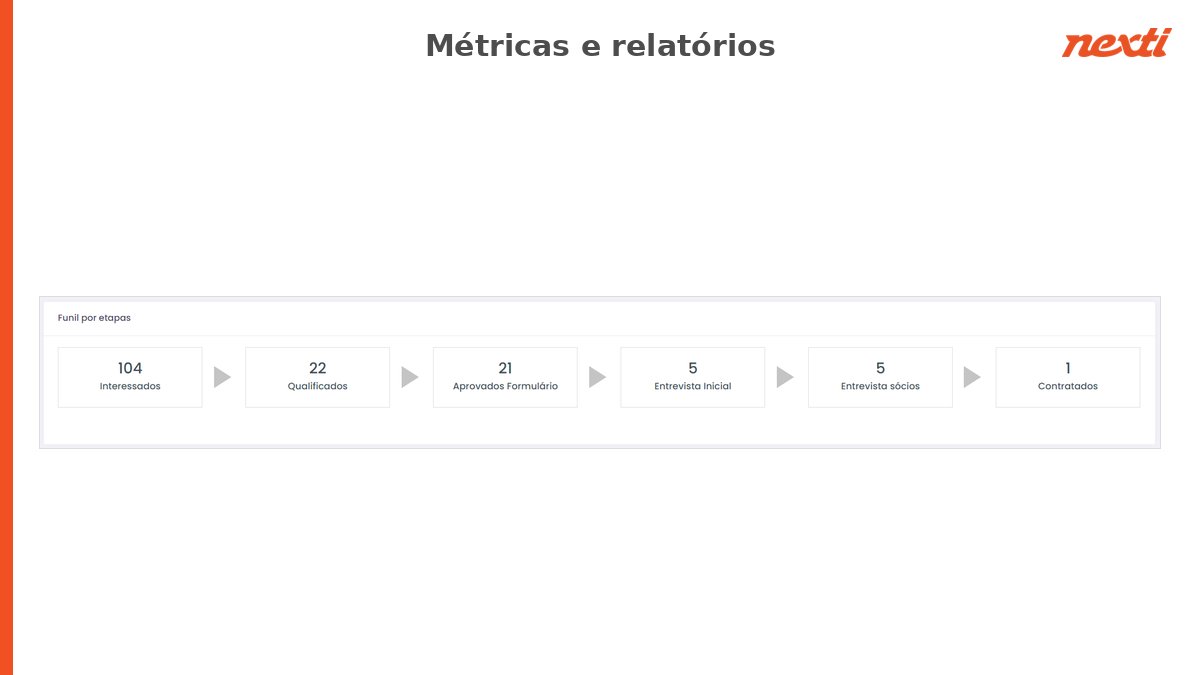 Métricas e relatórios
nexti
Funil por etapas
104
Interessados
22
Qualificados
21
Aprovados Formulário
5
Entrevista Inicial
5
Entrevista sócios
1
Contratados